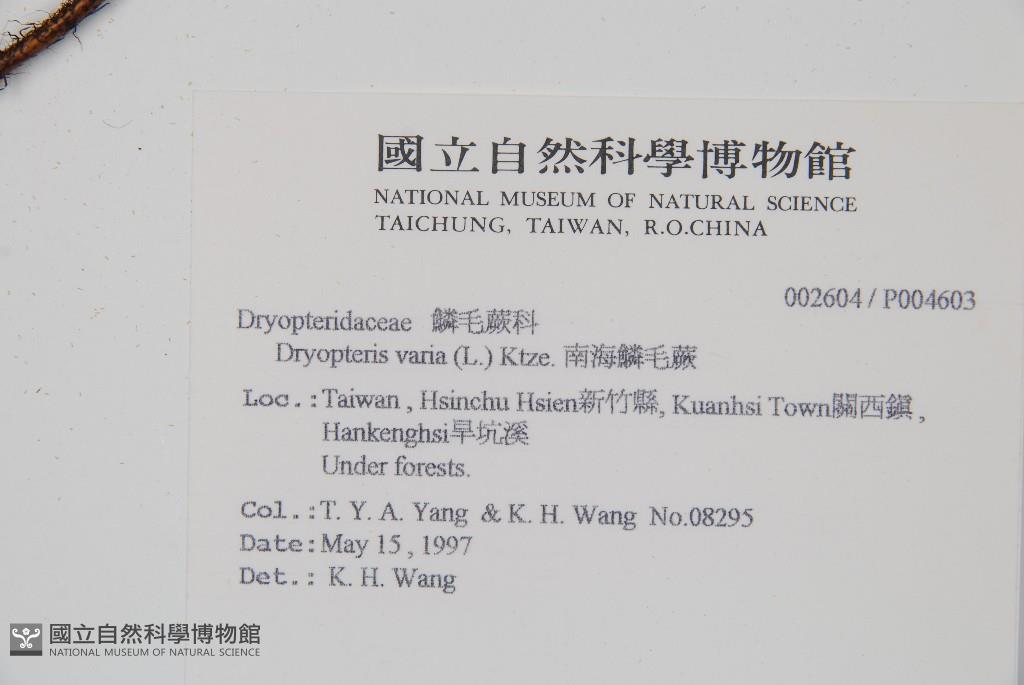 國立自然科學博物館
NATIONAL MUSEUM OF NATURAL SCIENCE
TAICHUNG, TAIWAN, R.O.CHINA
002604 / P004603
Dryopteridaceae 鱗毛蕨科
Dryopteris varia (L.) Ktze. 南海鱗毛蕨
Loc.:Taiwan , Hsinchu Hsien新竹縣, Kuanhsi Town關西鎮 ,
Hankenghsi旱坑溪
Under forests.
Col.:T. Y. A. Yang & K. H. Wang No.08295
Date:May 15 , 1997
Det.: K. H. Wang
國立自然科學博物館
NATIONAL MUSEUM OF NATURAL SCIENCE